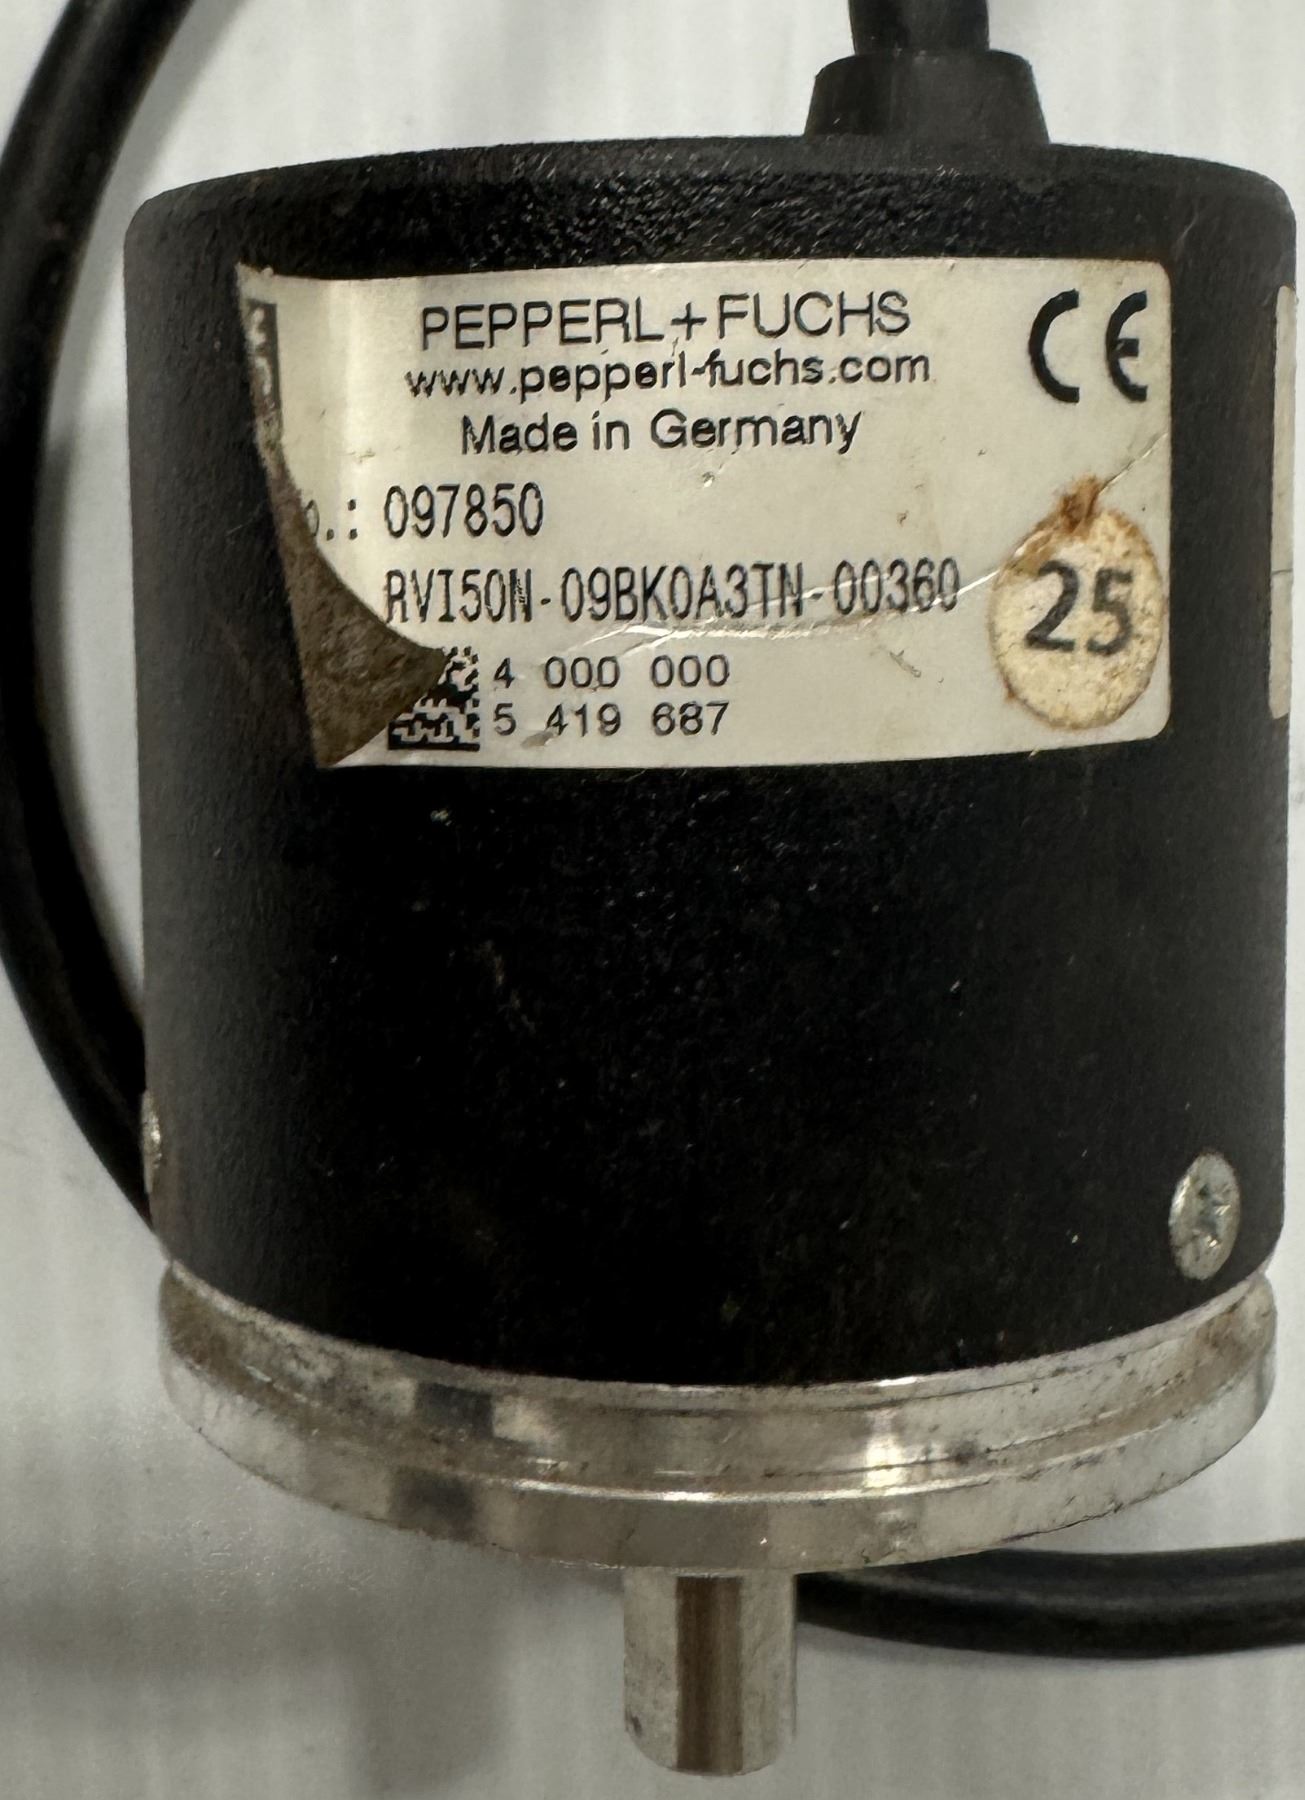 PEPPERL+FUCHS
www.pepperl-fuchs.com
Made in Germany
CE
.: 097850
RVI50N-09BK0A3TN-00360
25
4 000 000
5 419 687